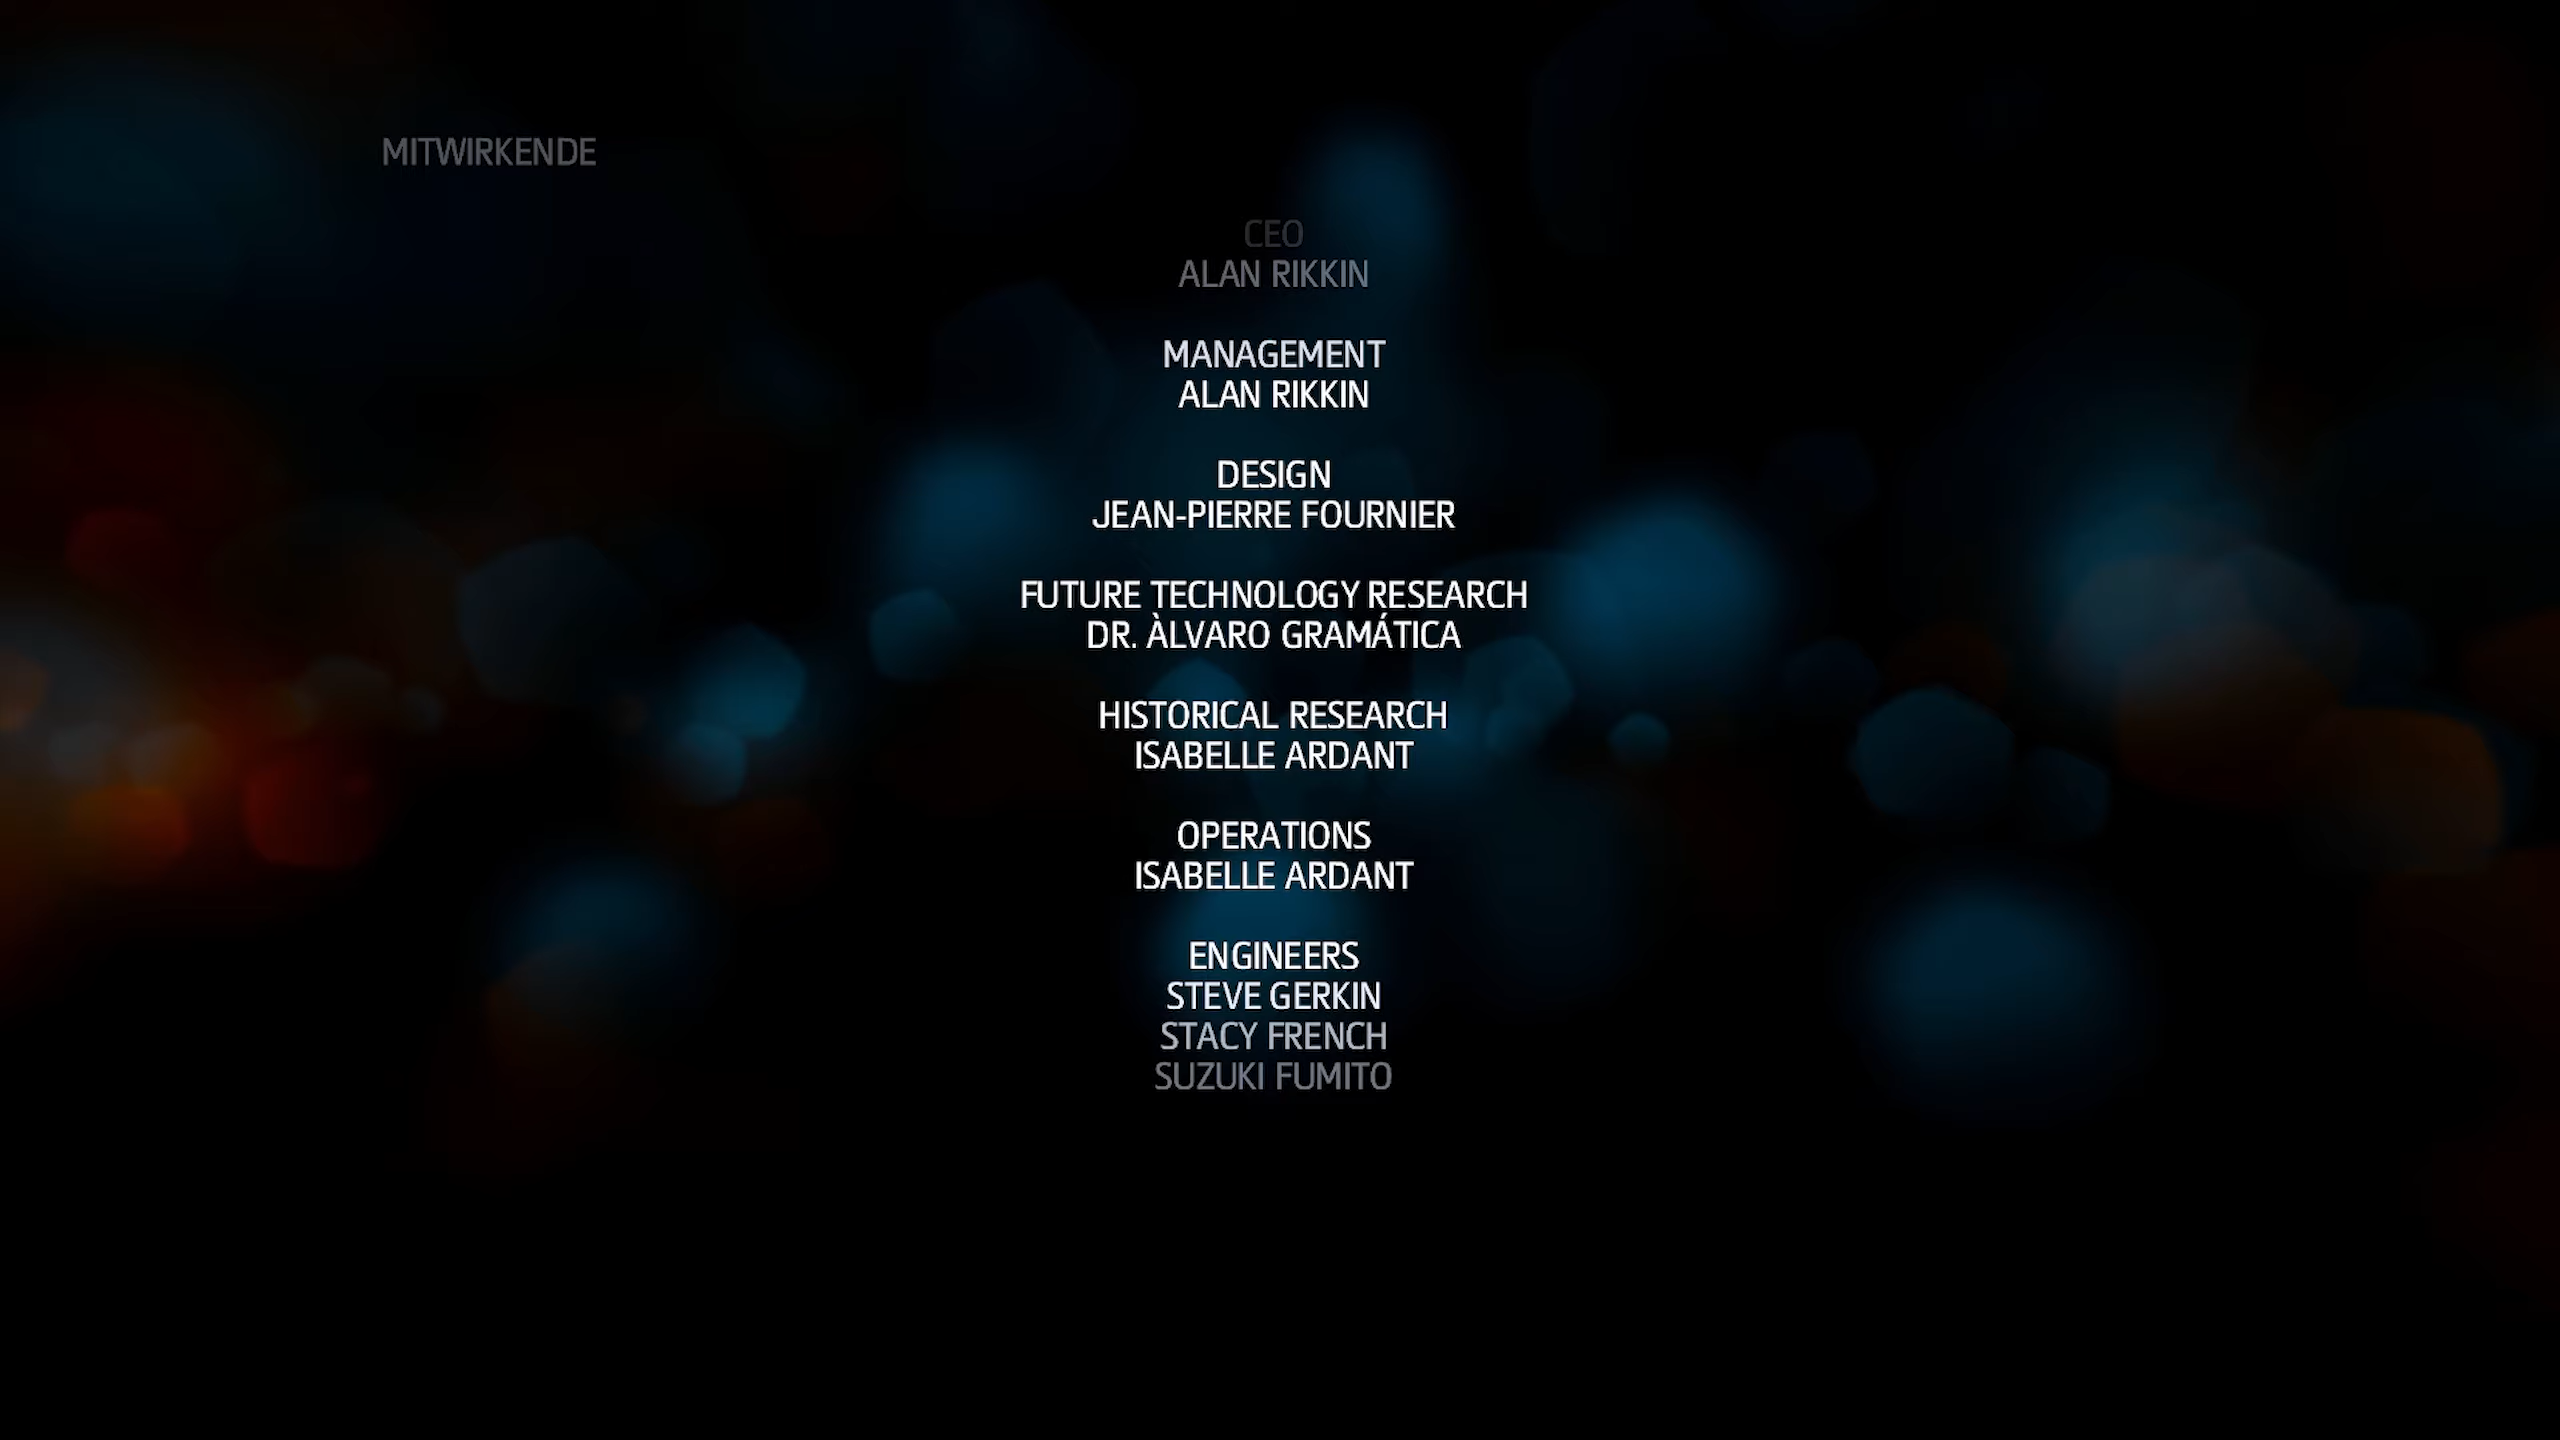 MITWIRKENDE
CEO
ALAN RIKKIN
MANAGEMENT
ALAN RIKKIN
DESIGN
JEAN-PIERRE FOURNIER
FUTURE TECHNOLOGY RESEARCH
DR. ÀLVARO GRAMÁTICA
HISTORICAL RESEARCH
ISABELLE ARDANT
OPERATIONS
ISABELLE ARDANT
ENGINEERS
STEVE GERKIN
STACY FRENCH
SUZUKI FUMITO